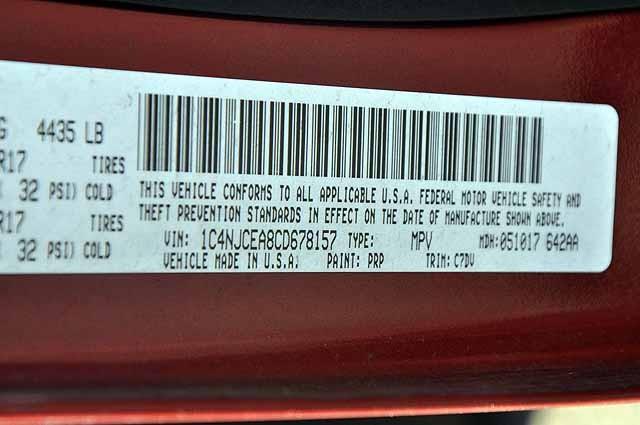 G 4435 LB
R17 TIRES
32 PSI) COLD
R17 TIRES
32 PSI) COLD
THIS VEHICLE CONFORMS TO ALL APPLICABLE U.S.A. FEDERAL MOTOR VEHICLE SAFETY AND
THEFT PREVENTION STANDARDS IN EFFECT ON THE DATE OF MANUFACTURE SHOWN ABOVE.
VIN: 1C4NJCEA8CD678157 TYPE: MPV MDH:051017 642AA
VEHICLE MADE IN U.S.A. PAINT: PRP TRIM: C7DV